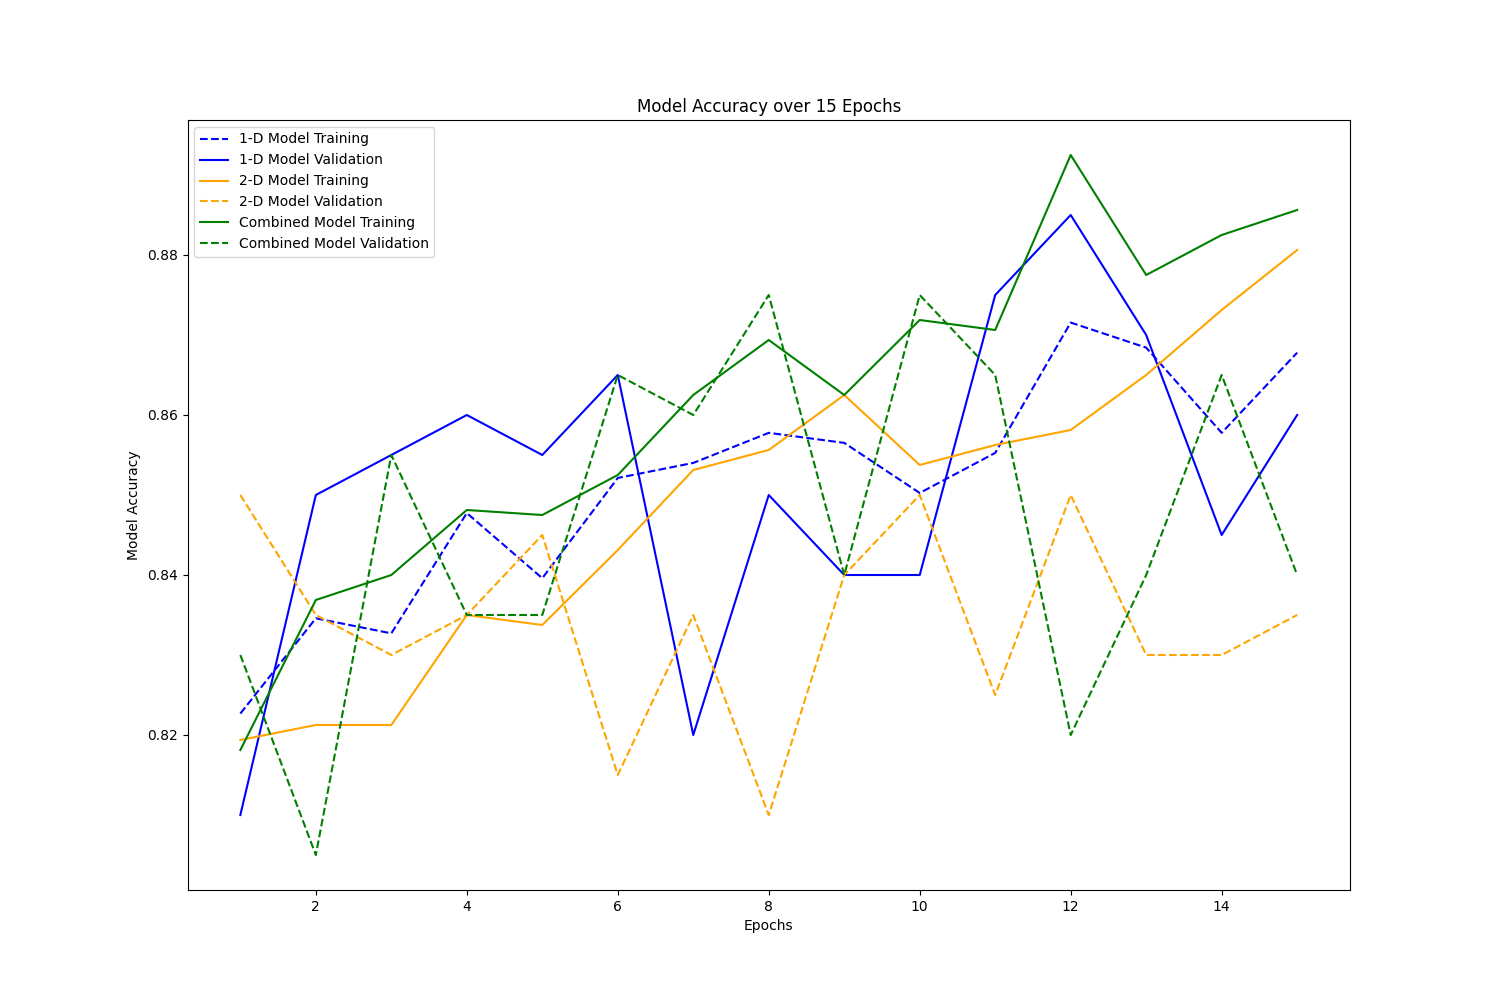 Model Accuracy over 15 Epochs
1-D Model Training
1-D Model Validation
2-D Model Training
2-D Model Validation
Combined Model Training
Combined Model Validation
Model Accuracy
0.88
0.86
0.84
0.82
2 4 6 8 10 12 14
Epochs